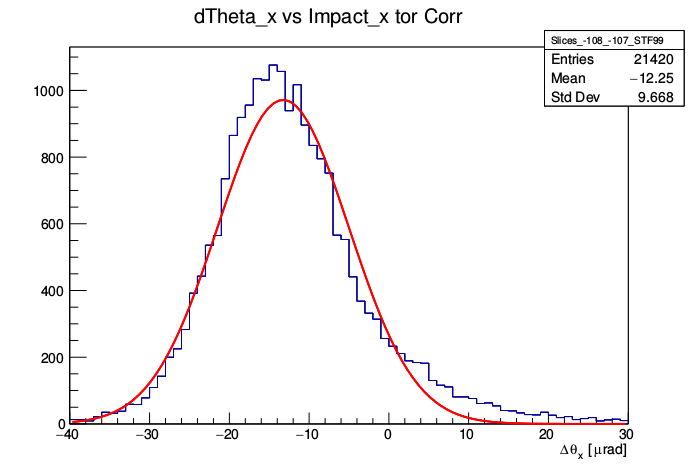 dTheta_x vs Impact_x tor Corr
Slices_-108_-107_STF99
Entries 21420
Mean −12.25
Std Dev 9.668
1000
800
600
400
200
0
−40 −30 −20 −10 0 10 20 30
Δθx [μrad]